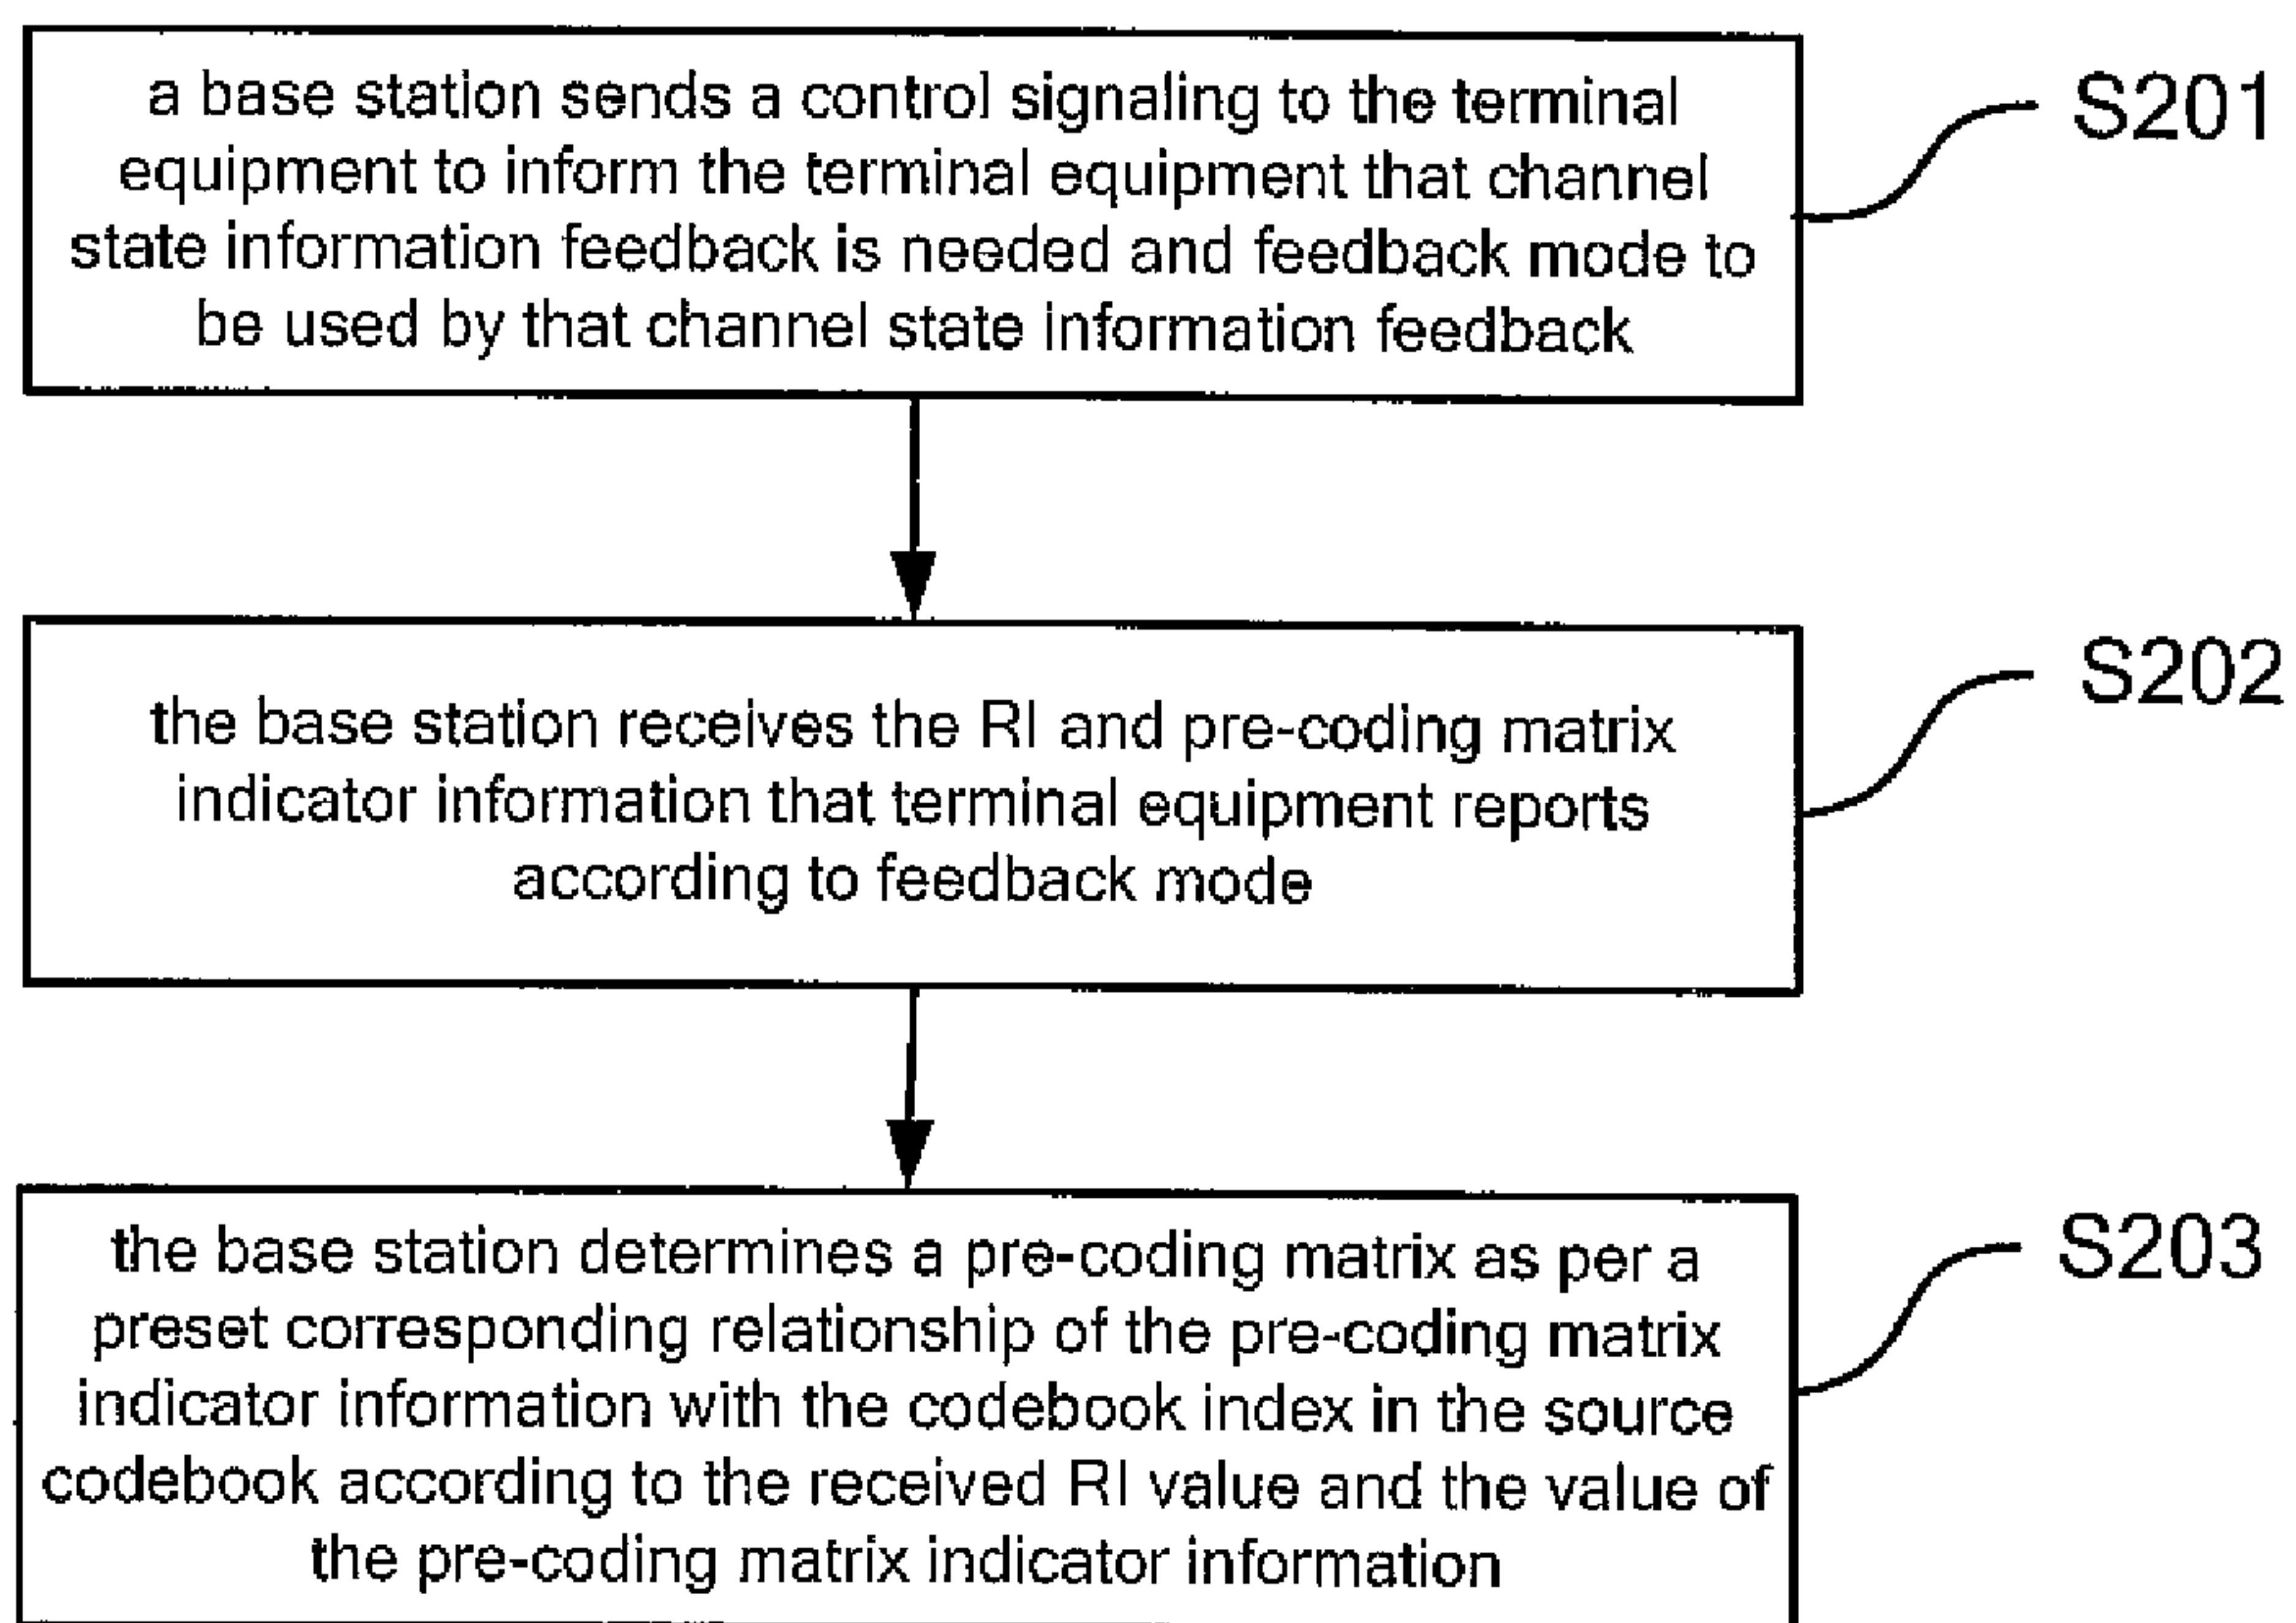 a base station sends a control signaling to the terminal
equipment to inform the terminal equipment that channel
state information feedback is needed and feedback mode to
be used by that channel state information feedback
S201
the base station receives the RI and pre-coding matrix
indicator information that terminal equipment reports
according to feedback mode
S202
the base station determines a pre-coding matrix as per a
preset corresponding relationship of the pre-coding matrix
indicator information with the codebook index in the source
codebook according to the received RI value and the value of
the pre-coding matrix indicator information
S203